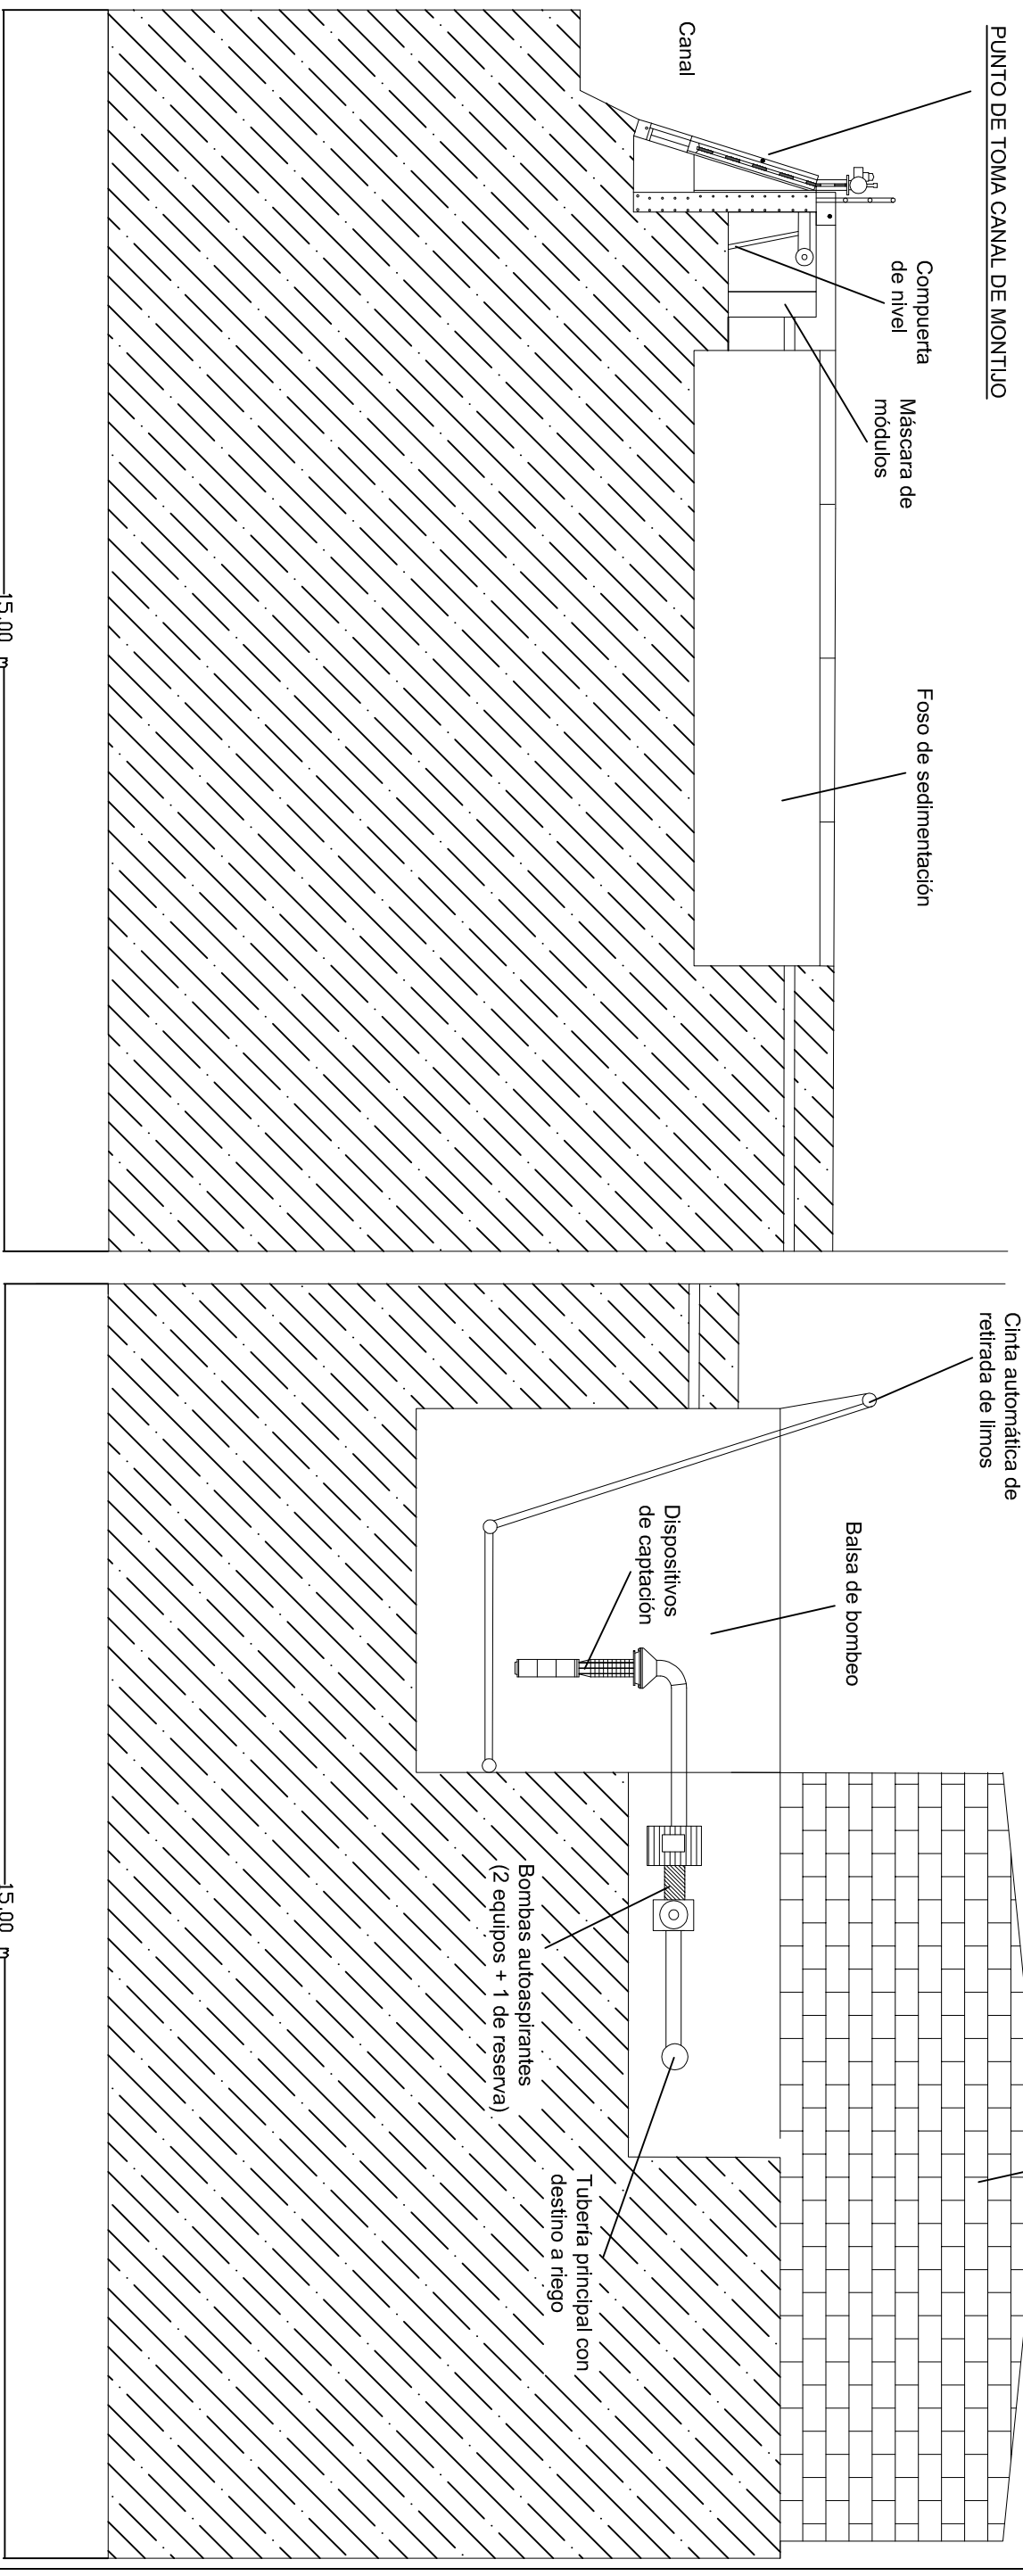 PUNTO DE TOMA CANAL DE MONTIJO
Canal
Compuerta
de nivel
Máscara de
módulos
Foso de sedimentación
15,00 m
Cinta automática de
retirada de limos
Balsa de bombeo
Dispositivos
de captación
Bombas autoaspirantes
(2 equipos + 1 de reserva)
Tubería principal con
destino a riego
15,00 m